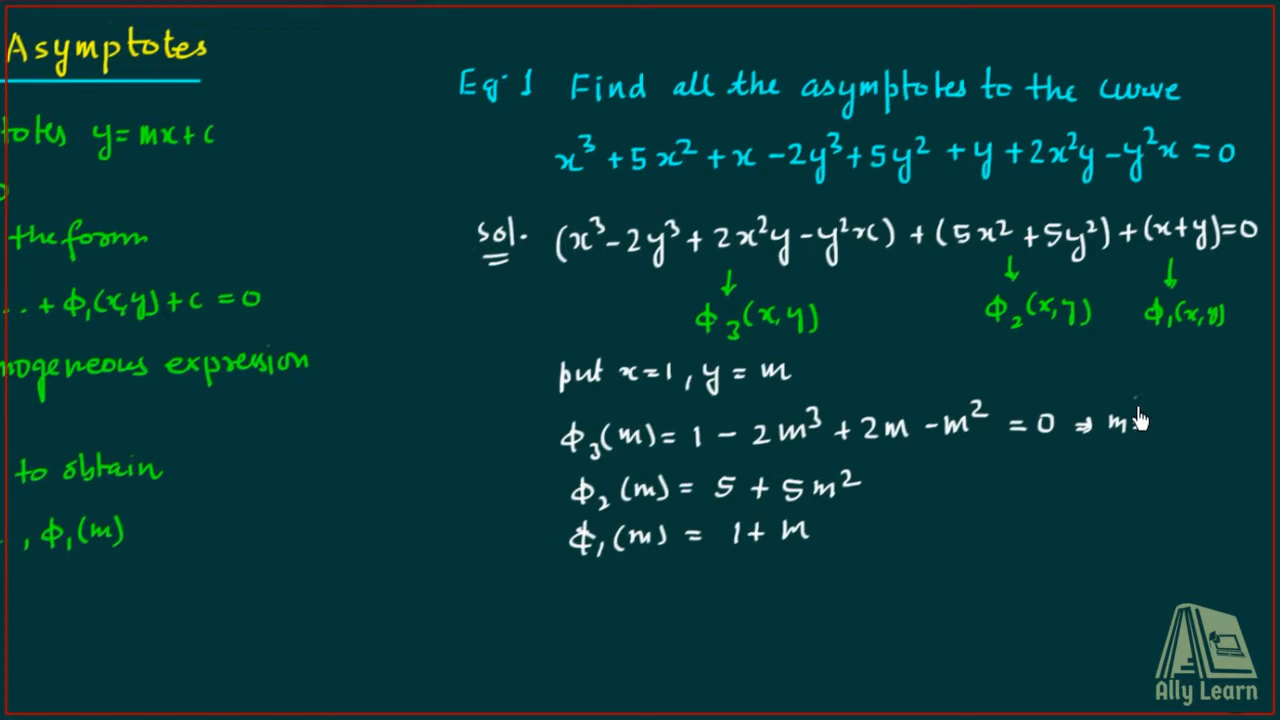 Asymptotes
totes y = mx + c
the form
.. + ϕ₁(x,y) + c = 0
mogeneous expression
to obtain
, ϕ₁(m)
Eg: 1 Find all the asymptotes to the curve
x³ + 5x² + x - 2y³ + 5y² + y + 2x²y - y²x = 0
Sol. (x³ - 2y³ + 2x²y - y²x) + (5x² + 5y²) + (x+y) = 0
↓ ↓ ↓
ϕ₃(x,y) ϕ₂(x,y) ϕ₁(x,y)
put x = 1, y = m
ϕ₃(m) = 1 - 2m³ + 2m - m² = 0 ⇒ m
ϕ₂(m) = 5 + 5m²
ϕ₁(m) = 1 + m
Ally Learn